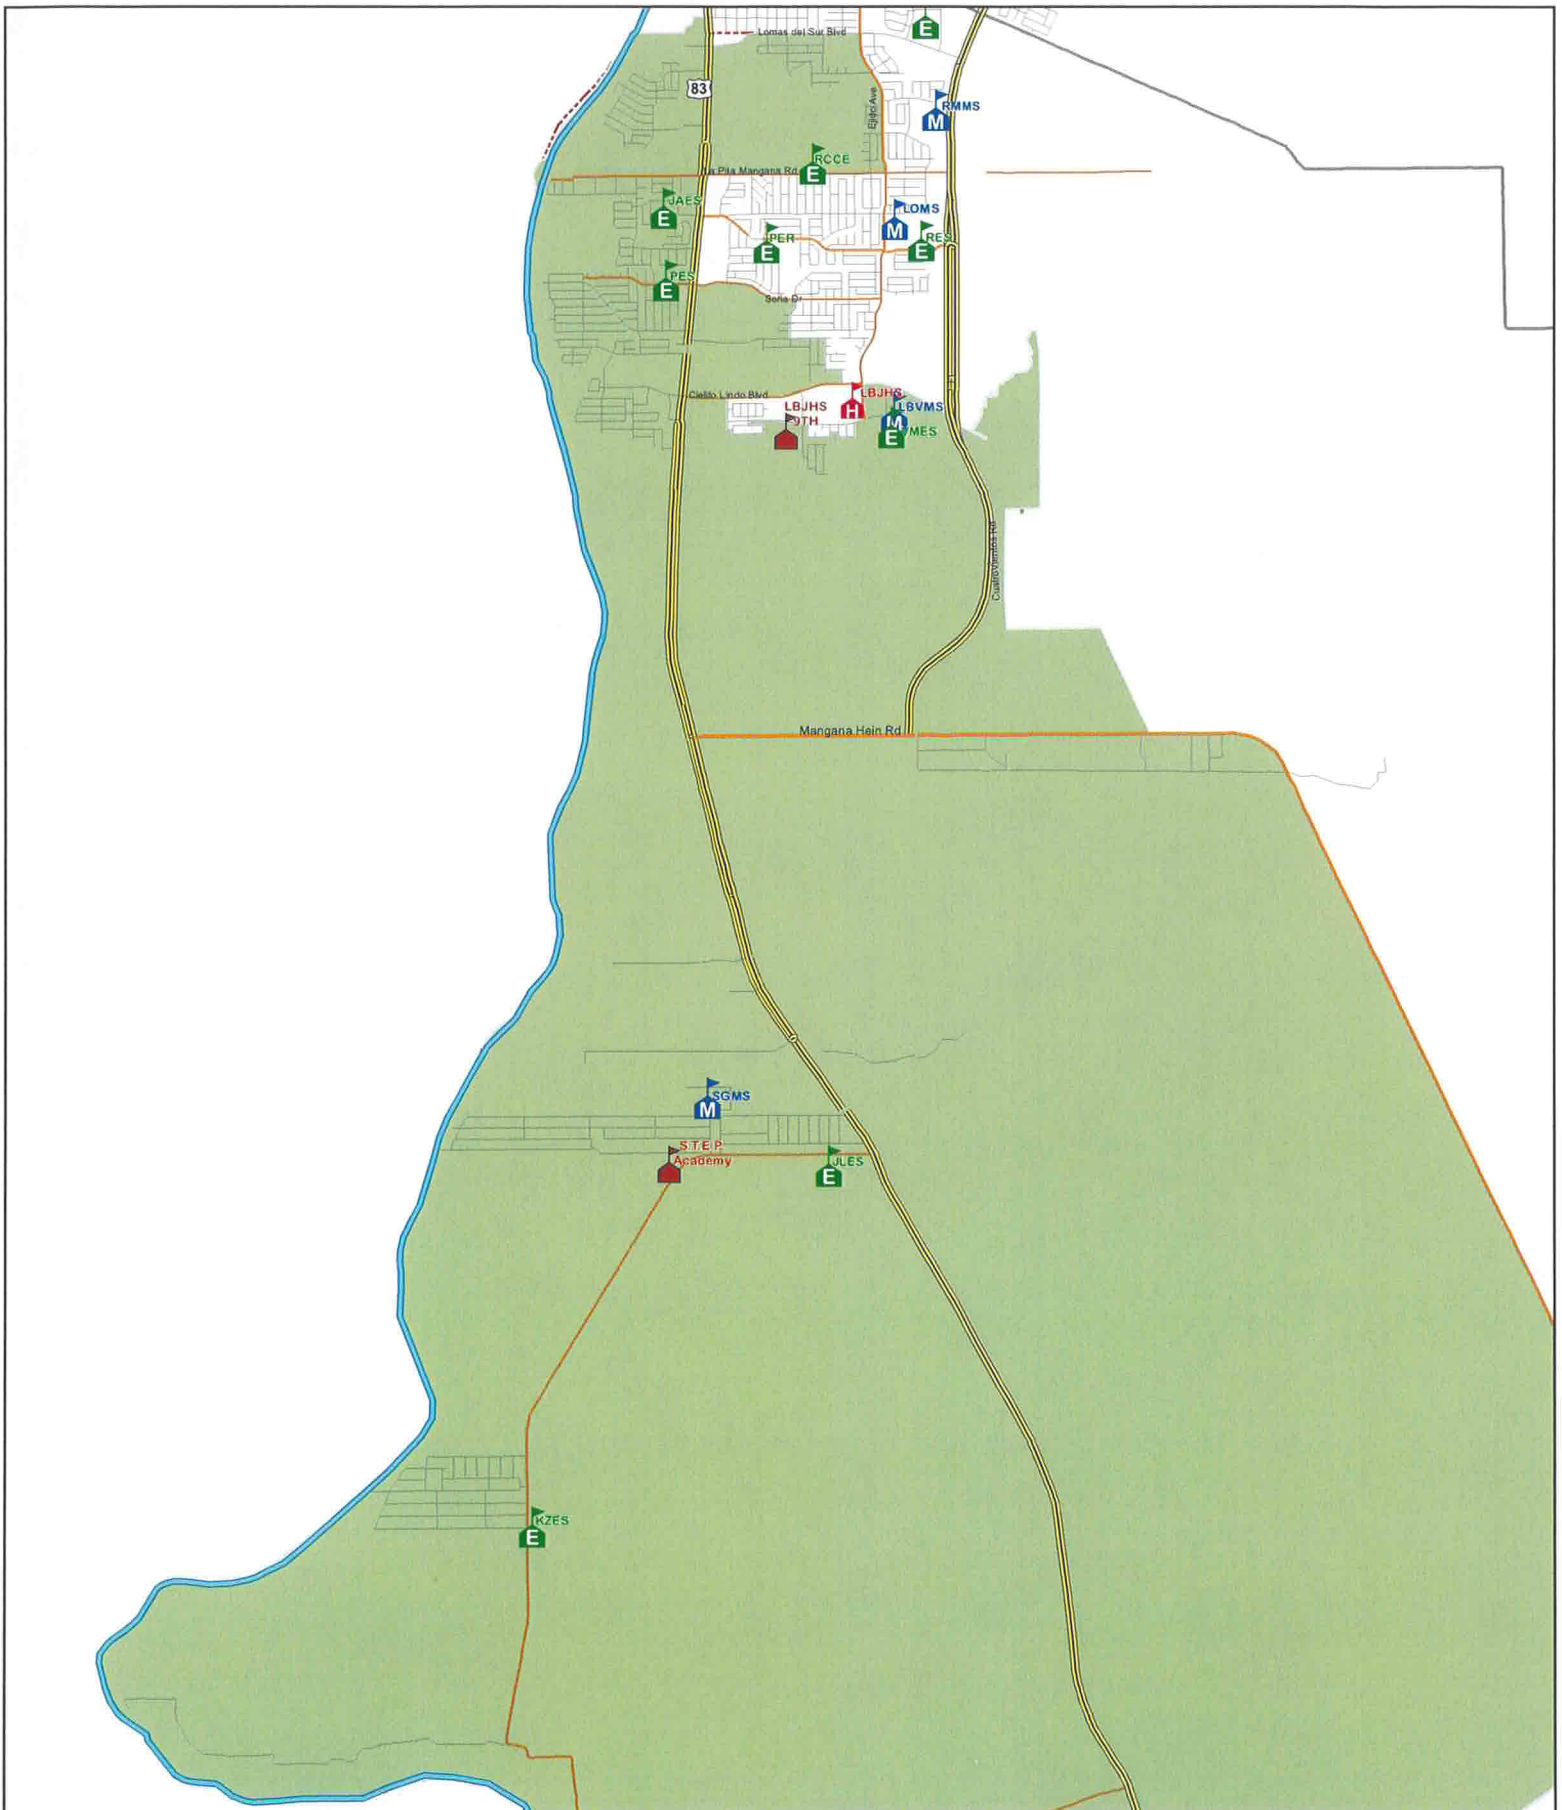 Lomas del Sur Blvd
E
83
Ejido Ave
RMMS
M
RCCE
E
La Pita Mangana Rd
JAES
E
LOMS
M
PER
E
RES
E
PES
E
Soria Dr
Cielito Lindo Blvd
LBJHS
H
LBJHS
9TH
LBVMS
M
E
MES
Cuatro Vientos Rd
Mangana Hein Rd
SGMS
M
S.T.E.P.
Academy
JLES
E
KZES
E